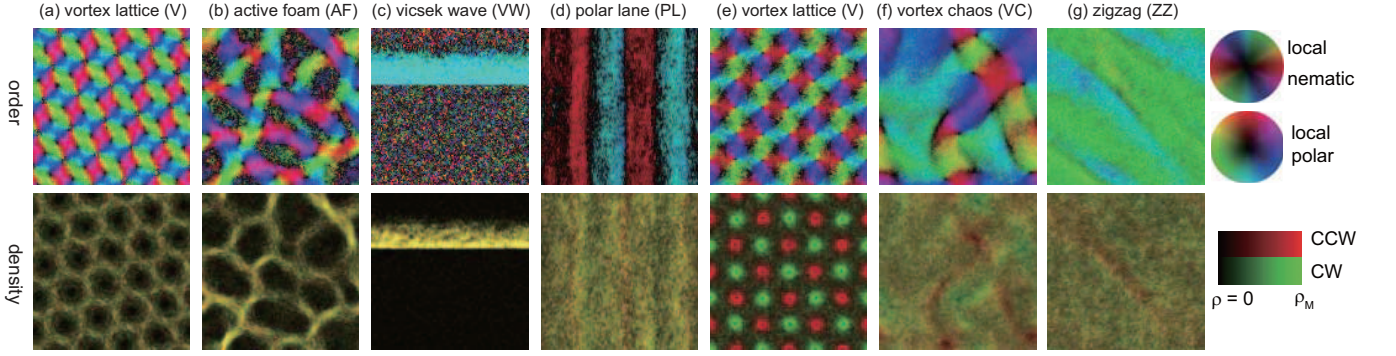 (a) vortex lattice (V)
(b) active foam (AF)
(c) vicsek wave (VW)
(d) polar lane (PL)
(e) vortex lattice (V)
(f) vortex chaos (VC)
(g) zigzag (ZZ)
order
local
nematic
local
polar
density
CCW
CW
ρ = 0
ρM